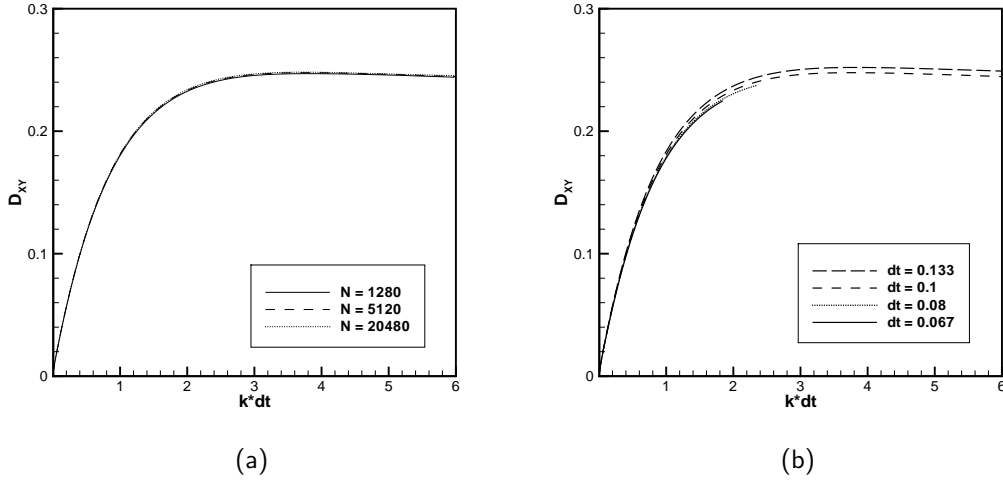 0.3
0.2
0.1
0
D_XY
1 2 3 4 5 6
k*dt
N = 1280
N = 5120
N = 20480
(a)
0.3
0.2
0.1
0
D_XY
1 2 3 4 5 6
k*dt
dt = 0.133
dt = 0.1
dt = 0.08
dt = 0.067
(b)